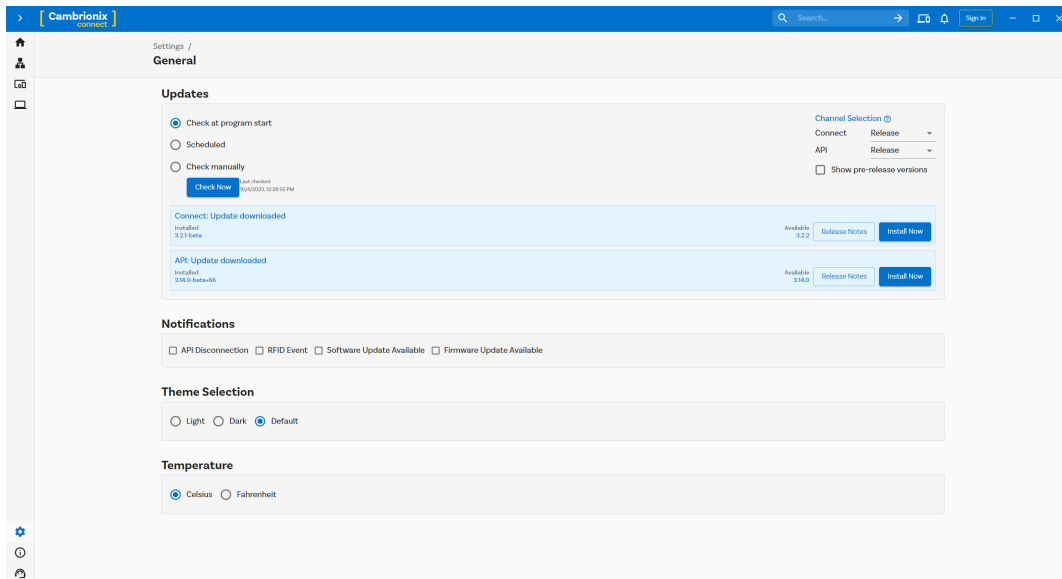 [ Cambrionix ]
connect
Search...
Sign In
Settings /
General
Updates
Check at program start
Scheduled
Check manually
Check Now
Last checked
10/4/2023, 12:28:55 PM
Channel Selection
Connect Release
API Release
Show pre-release versions
Connect: Update downloaded
Installed
3.2.1-beta
Available
3.2.2
Release Notes
Install Now
API: Update downloaded
Installed
3.14.0-beta+66
Available
3.14.0
Release Notes
Install Now
Notifications
API Disconnection RFID Event Software Update Available Firmware Update Available
Theme Selection
Light Dark Default
Temperature
Celsius Fahrenheit